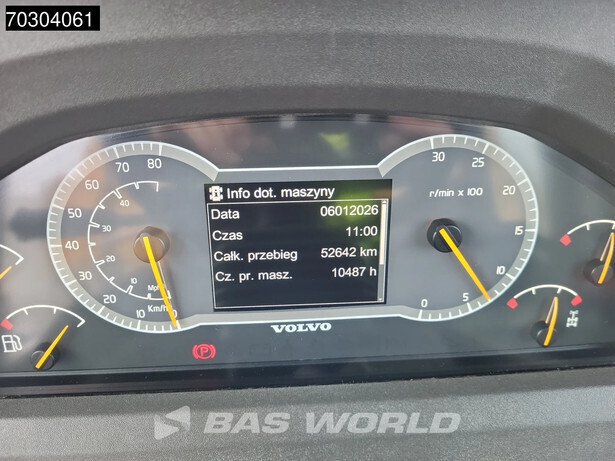 70304061
Info dot. maszyny
Data 06012026
Czas 11:00
Całk. przebieg 52642 km
Cz. pr. masz. 10487 h
80
70
60
50
40
30
20
10
0
40
30
20
10
Mph
Km/h
30
25
20
15
10
5
0
r/min x 100
VOLVO
P
BAS WORLD